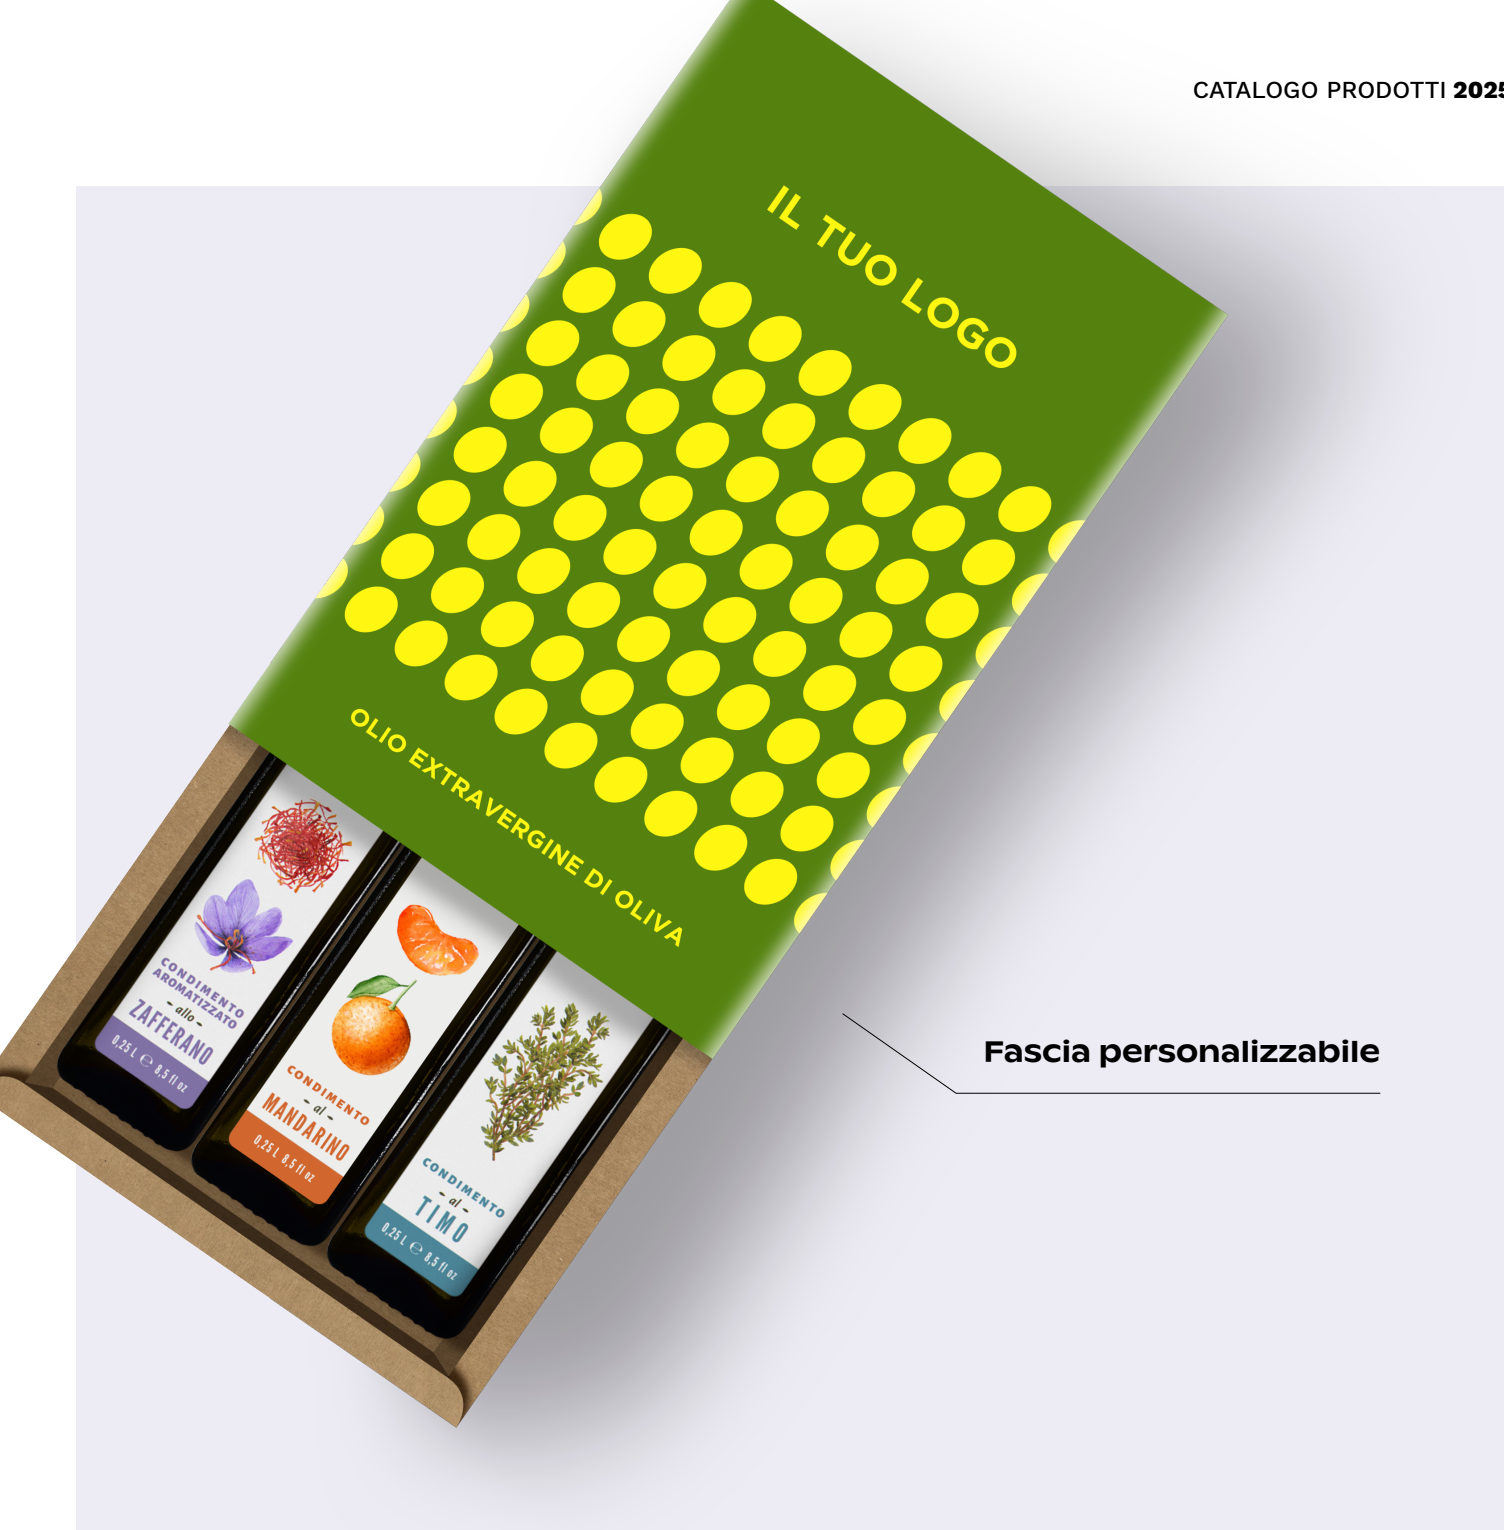 CATALOGO PRODOTTI 2025
IL TUO LOGO
OLIO EXTRAVERGINE DI OLIVA
CONDIMENTO
AROMATIZZATO
- allo -
ZAFFERANO
0,25 L ℮ 8,5 fl oz
CONDIMENTO
- al -
MANDARINO
0,25 L 8,5 fl oz
CONDIMENTO
- al -
TIMO
0,25 L ℮ 8,5 fl oz
Fascia personalizzabile